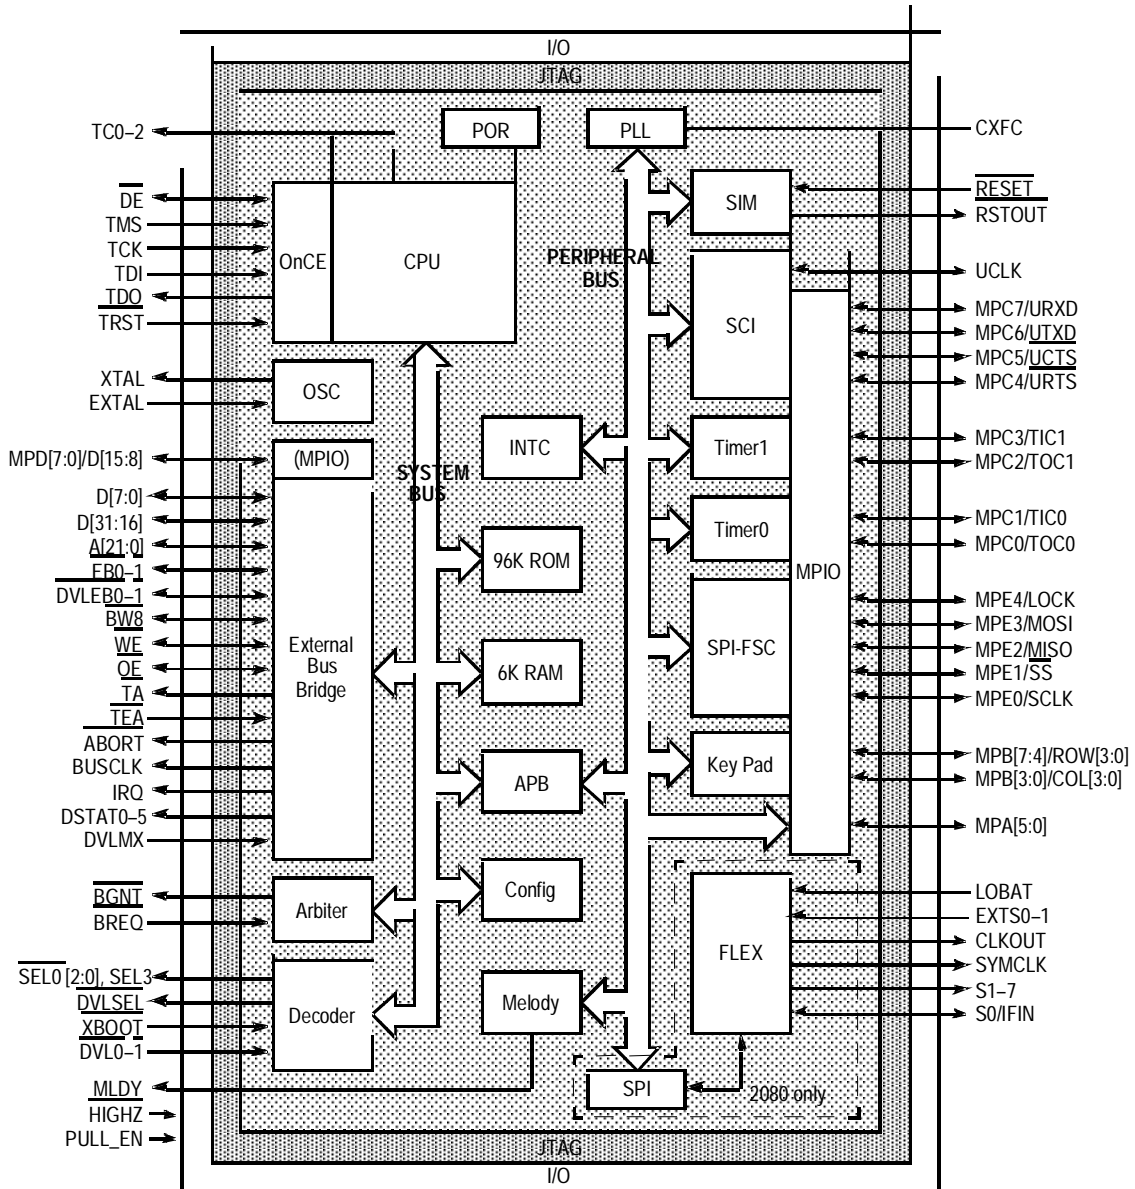 I/O
JTAG
TC0–2
POR
PLL
CXFC
DE
TMS
TCK
TDI
TDO
TRST
OnCE
CPU
PERIPHERAL
BUS
SIM
RESET
RSTOUT
SCI
UCLK
MPC7/URXD
MPC6/UTXD
MPC5/UCTS
MPC4/URTS
XTAL
EXTAL
OSC
MPD[7:0]/D[15:8]
(MPIO)
SYSTEM
BUS
INTC
Timer1
MPC3/TIC1
MPC2/TOC1
D[7:0]
D[31:16]
A[21:0]
EB0–1
DVLEB0–1
BW8
WE
OE
TA
TEA
ABORT
BUSCLK
IRQ
DSTAT0–5
DVLMX
External
Bus
Bridge
96K ROM
Timer0
MPC1/TIC0
MPC0/TOC0
MPIO
6K RAM
SPI-FSC
MPE4/LOCK
MPE3/MOSI
MPE2/MISO
MPE1/SS
MPE0/SCLK
APB
Key Pad
MPB[7:4]/ROW[3:0]
MPB[3:0]/COL[3:0]
MPA[5:0]
BGNT
BREQ
Arbiter
Config
FLEX
LOBAT
EXTS0–1
CLKOUT
SYMCLK
S1–7
S0/IFIN
SEL0 [2:0], SEL3
DVLSEL
XBOOT
DVL0–1
Decoder
Melody
MLDY
HIGHZ
PULL_EN
SPI
2080 only
JTAG
I/O